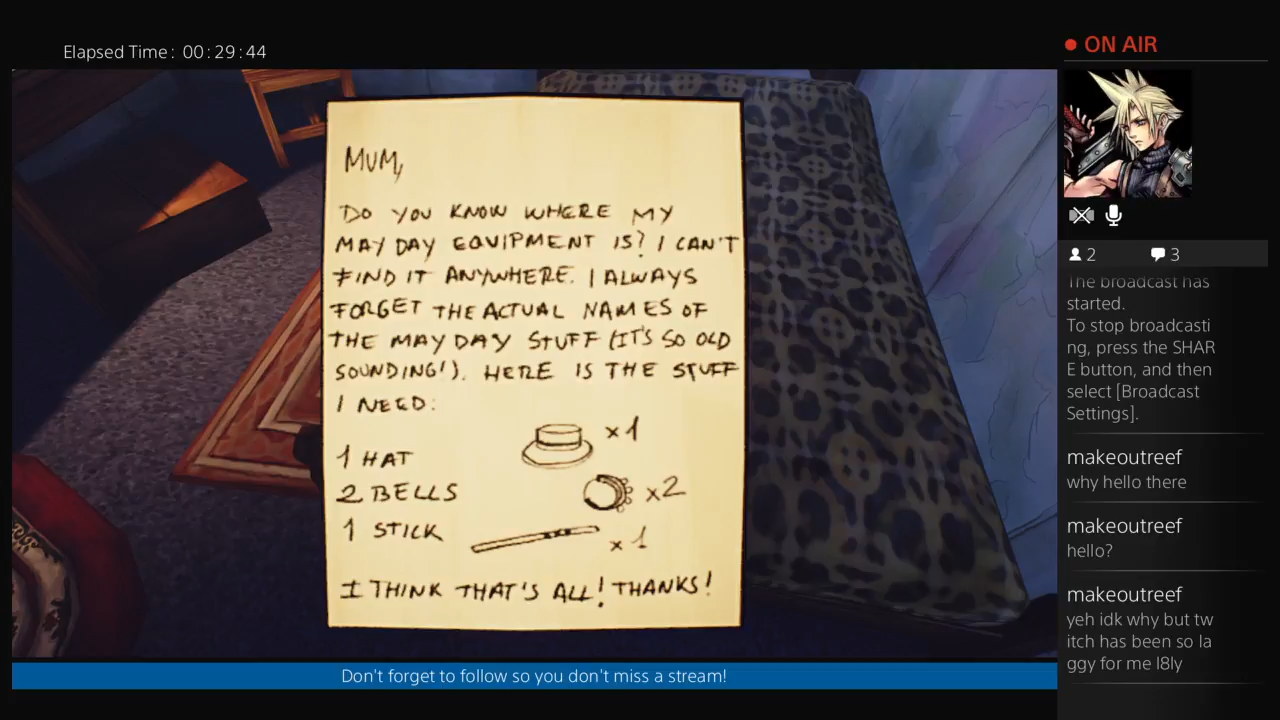 Elapsed Time: 00:29:44
ON AIR
MUM,
DO YOU KNOW WHERE MY
MAY DAY EQUIPMENT IS? I CAN'T
FIND IT ANYWHERE. I ALWAYS
FORGET THE ACTUAL NAMES OF
THE MAY DAY STUFF (IT'S SO OLD
SOUNDING!). HERE IS THE STUFF
I NEED:
1 HAT x1
2 BELLS x2
1 STICK x1
I THINK THAT'S ALL! THANKS!
Don't forget to follow so you don't miss a stream!
2 3
The broadcast has
started.
To stop broadcasti
ng, press the SHAR
E button, and then
select [Broadcast
Settings].
makeoutreef
why hello there
makeoutreef
hello?
makeoutreef
yeh idk why but tw
itch has been so la
ggy for me l8ly